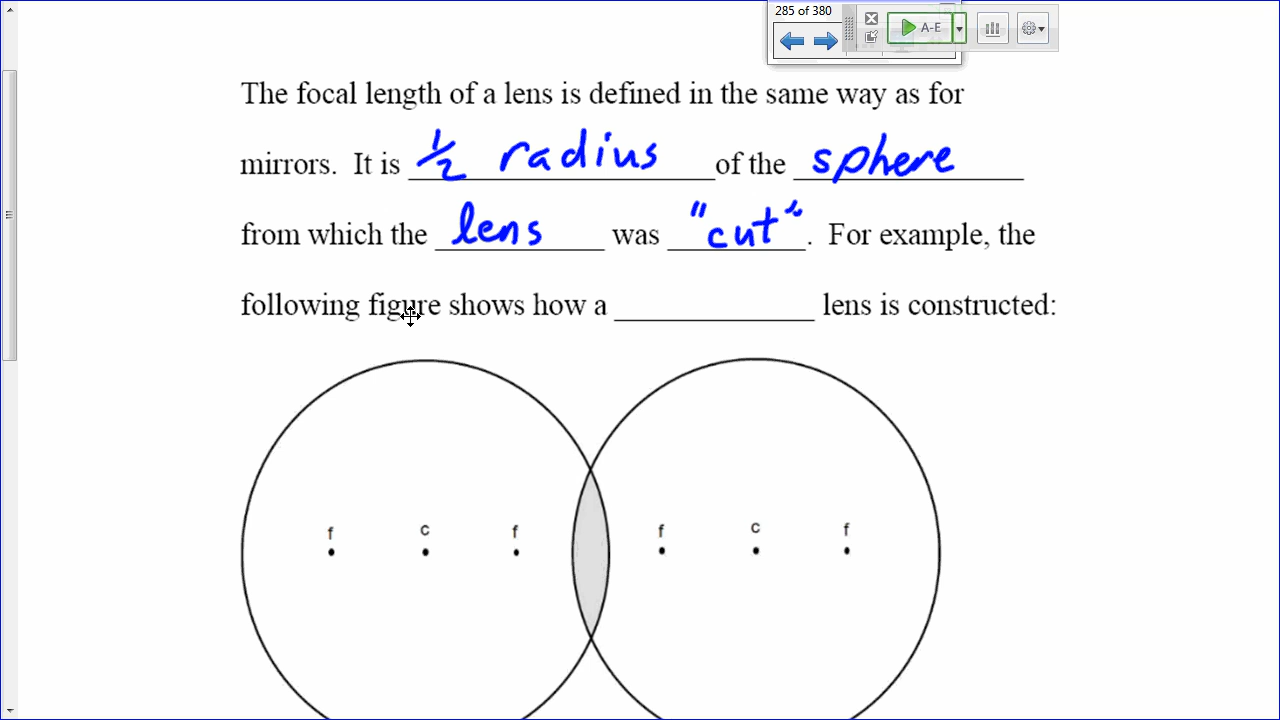 285 of 380
A-E
The focal length of a lens is defined in the same way as for
mirrors. It is ½ radius of the sphere
from which the lens was "cut". For example, the
following figure shows how a ____________ lens is constructed:
f c f f c f